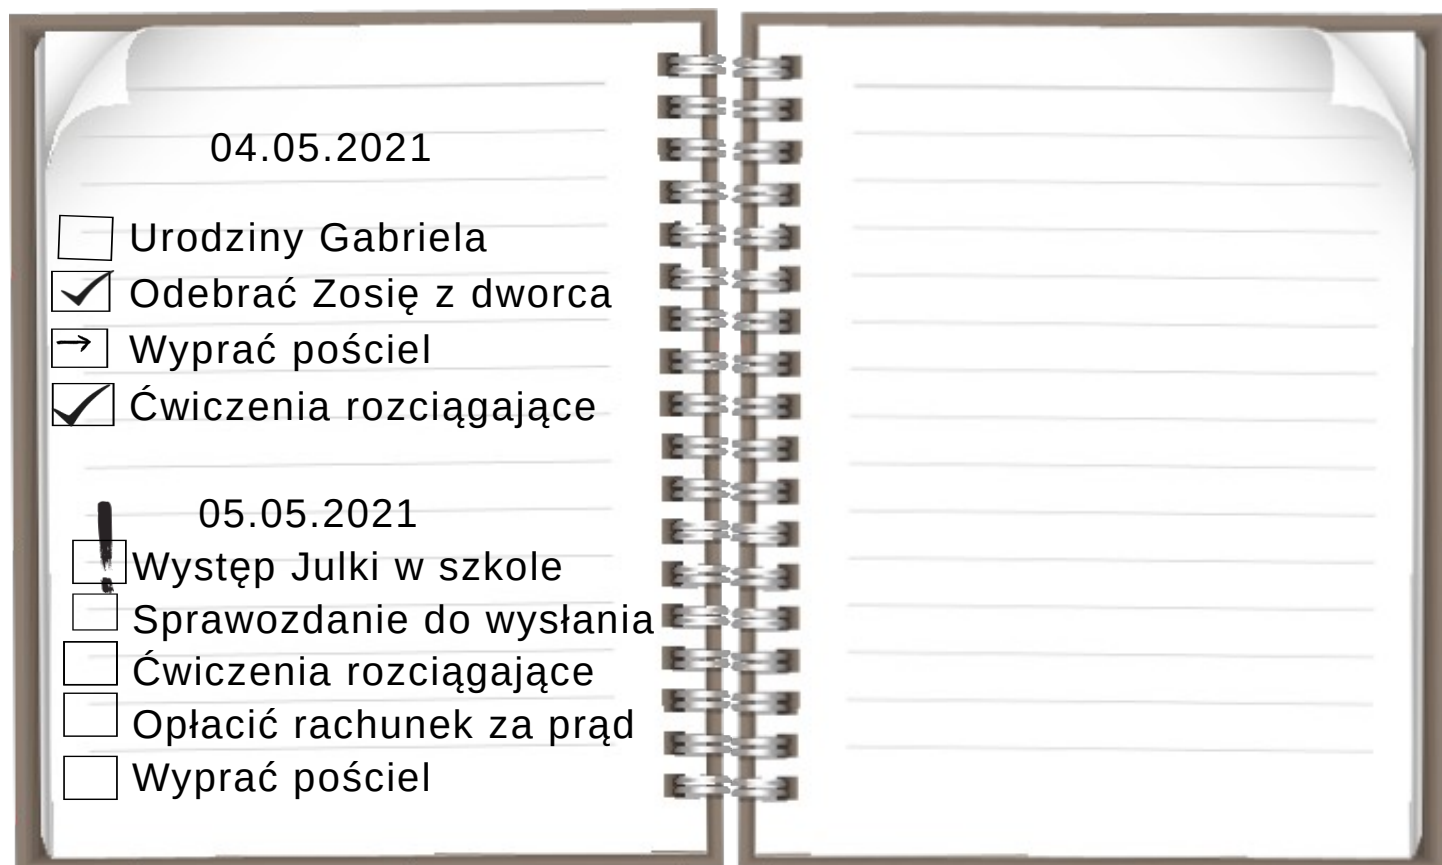 04.05.2021
Urodziny Gabriela
Odebrać Zosię z dworca
Wyprać pościel
Ćwiczenia rozciągające
05.05.2021
Występ Julki w szkole
Sprawozdanie do wysłania
Ćwiczenia rozciągające
Opłacić rachunek za prąd
Wyprać pościel